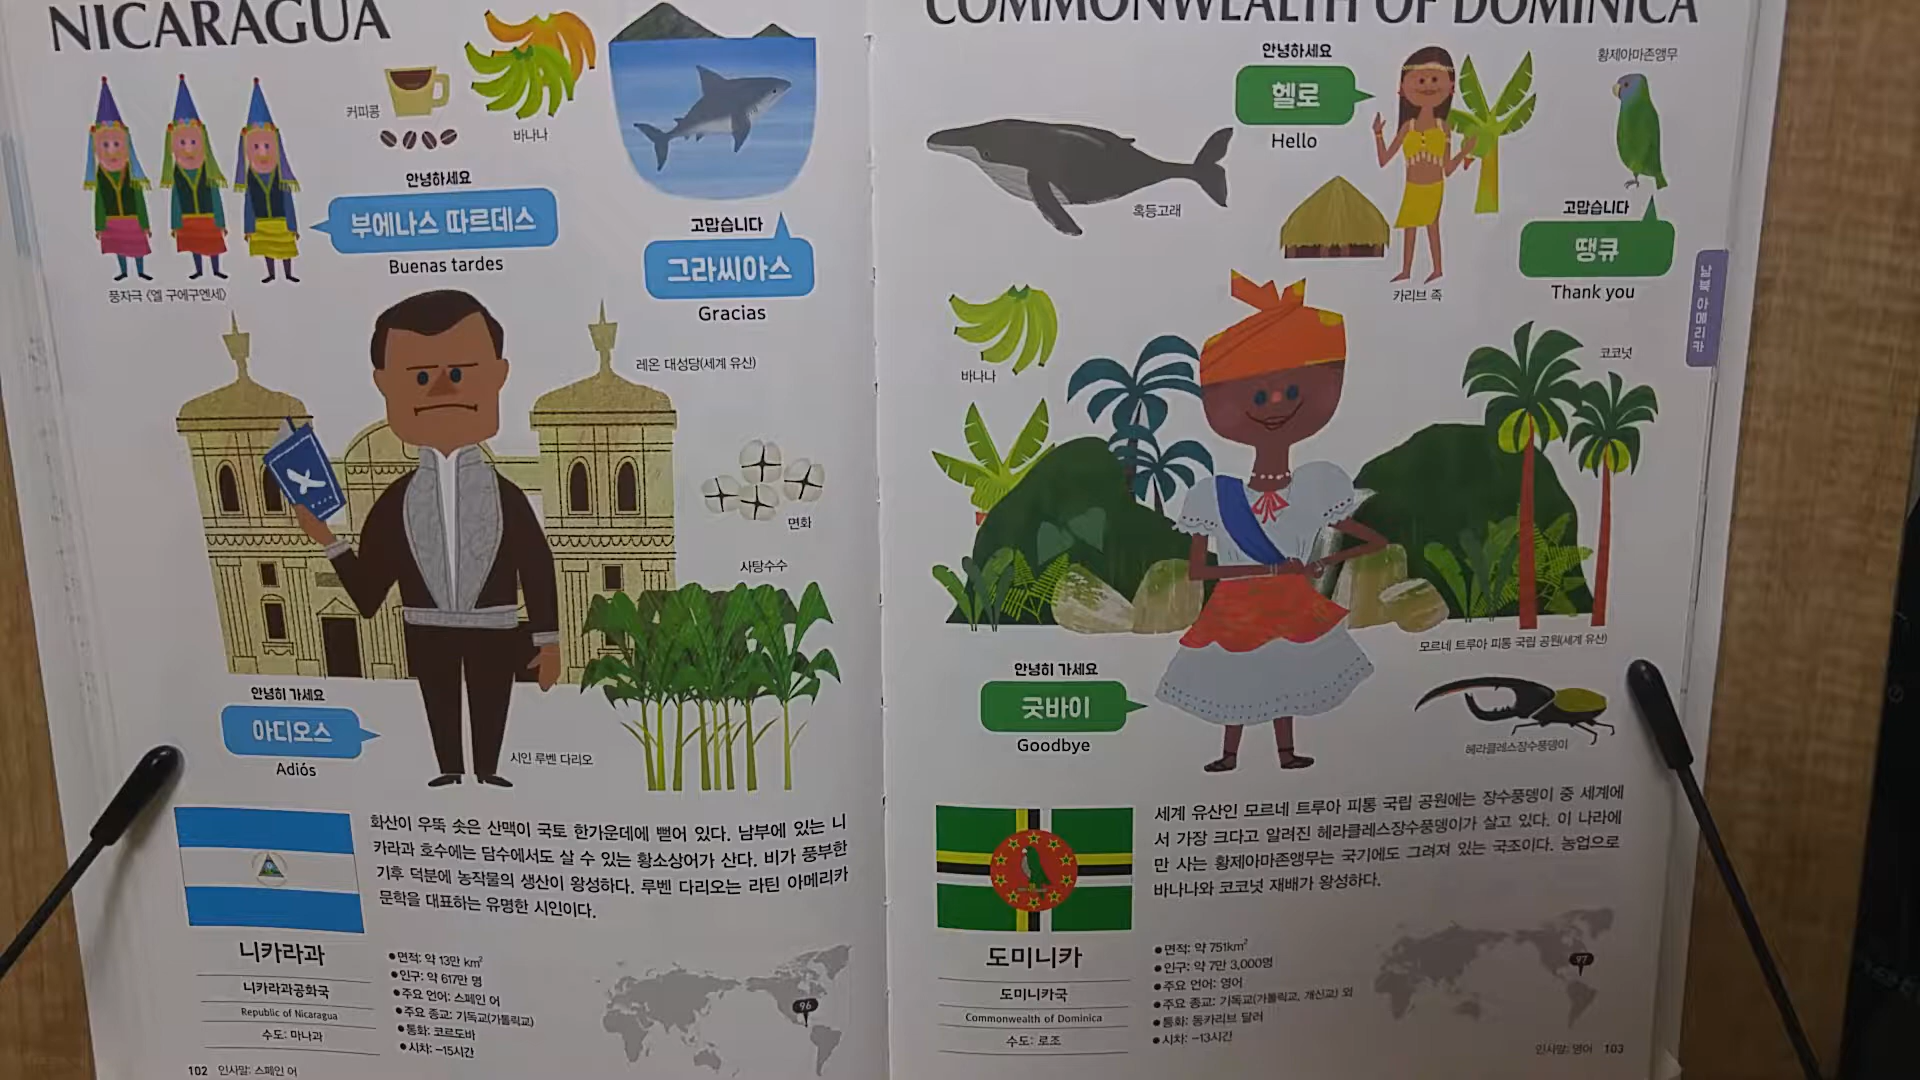 NICARAGUA
커피콩
바나나
안녕하세요
부에나스 따르데스
Buenas tardes
고맙습니다
그라씨아스
Gracias
풍자극 《엘 구에구엔세》
레온 대성당(세계 유산)
면화
사탕수수
안녕히 가세요
아디오스
Adiós
시인 루벤 다리오
화산이 우뚝 솟은 산맥이 국토 한가운데에 뻗어 있다. 남부에 있는 니
카라과 호수에는 담수에서도 살 수 있는 황소상어가 산다. 비가 풍부한
기후 덕분에 농작물의 생산이 왕성하다. 루벤 다리오는 라틴 아메리카
문학을 대표하는 유명한 시인이다.
니카라과
니카라과공화국
Republic of Nicaragua
수도: 마나과
●면적: 약 13만 km²
●인구: 약 617만 명
●주요 언어: 스페인 어
●주요 종교: 기독교(가톨릭교)
●통화: 코르도바
●시차: -15시간
96
102 인사말: 스페인 어
COMMONWEALTH OF DOMINICA
안녕하세요
헬로
Hello
황제아마존앵무
혹등고래
고맙습니다
땡큐
Thank you
카리브 족
남북 아메리카
바나나
코코넛
모르네 트루아 피통 국립 공원(세계 유산)
안녕히 가세요
굿바이
Goodbye
헤라클레스장수풍뎅이
세계 유산인 모르네 트루아 피통 국립 공원에는 장수풍뎅이 중 세계에
서 가장 크다고 알려진 헤라클레스장수풍뎅이가 살고 있다. 이 나라에
만 사는 황제아마존앵무는 국기에도 그려져 있는 국조이다. 농업으로
바나나와 코코넛 재배가 왕성하다.
도미니카
도미니카국
Commonwealth of Dominica
수도: 로조
●면적: 약 751km²
●인구: 약 7만 3,000명
●주요 언어: 영어
●주요 종교: 기독교(가톨릭교, 개신교) 외
●통화: 동카리브 달러
●시차: -13시간
97
인사말: 영어 103